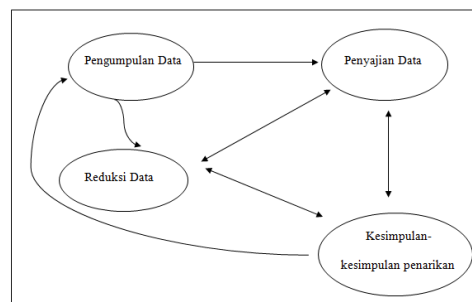 Pengumpulan Data
Penyajian Data
Reduksi Data
Kesimpulan-
kesimpulan penarikan